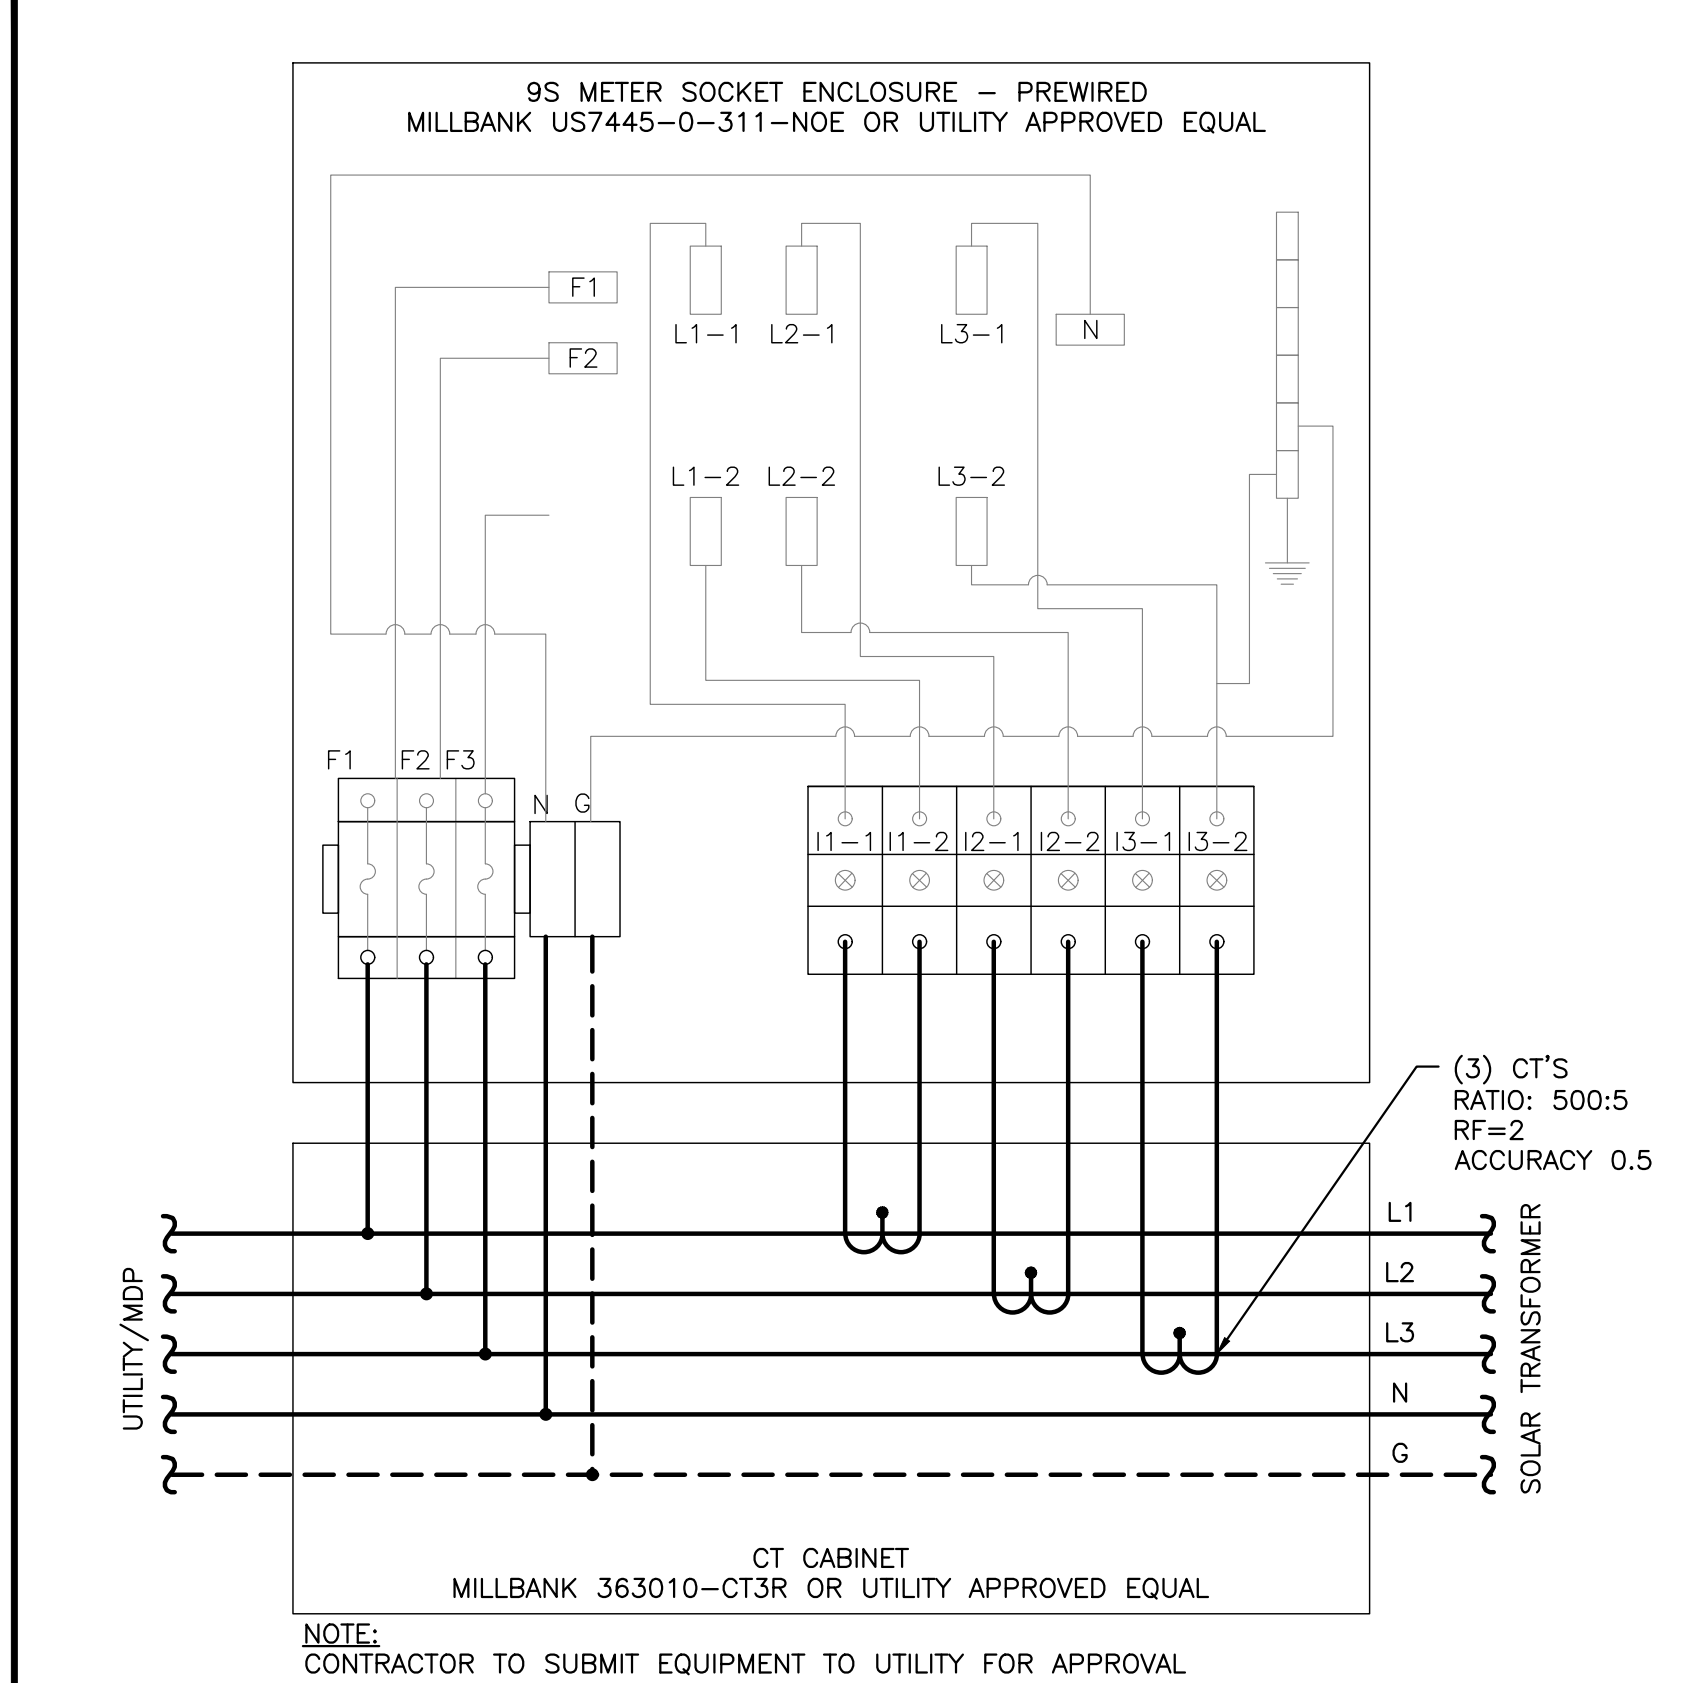 9S METER SOCKET ENCLOSURE – PREWIRED
MILLBANK US7445–0–311–NOE OR UTILITY APPROVED EQUAL
F1
F2
L1–1
L2–1
L3–1
N
L1–2
L2–2
L3–2
F1
F2
F3
N
G
I1–1
I1–2
I2–1
I2–2
I3–1
I3–2
(3) CT'S
RATIO: 500:5
RF=2
ACCURACY 0.5
L1
L2
L3
N
G
UTILITY/MDP
SOLAR TRANSFORMER
CT CABINET
MILLBANK 363010–CT3R OR UTILITY APPROVED EQUAL
NOTE:
CONTRACTOR TO SUBMIT EQUIPMENT TO UTILITY FOR APPROVAL